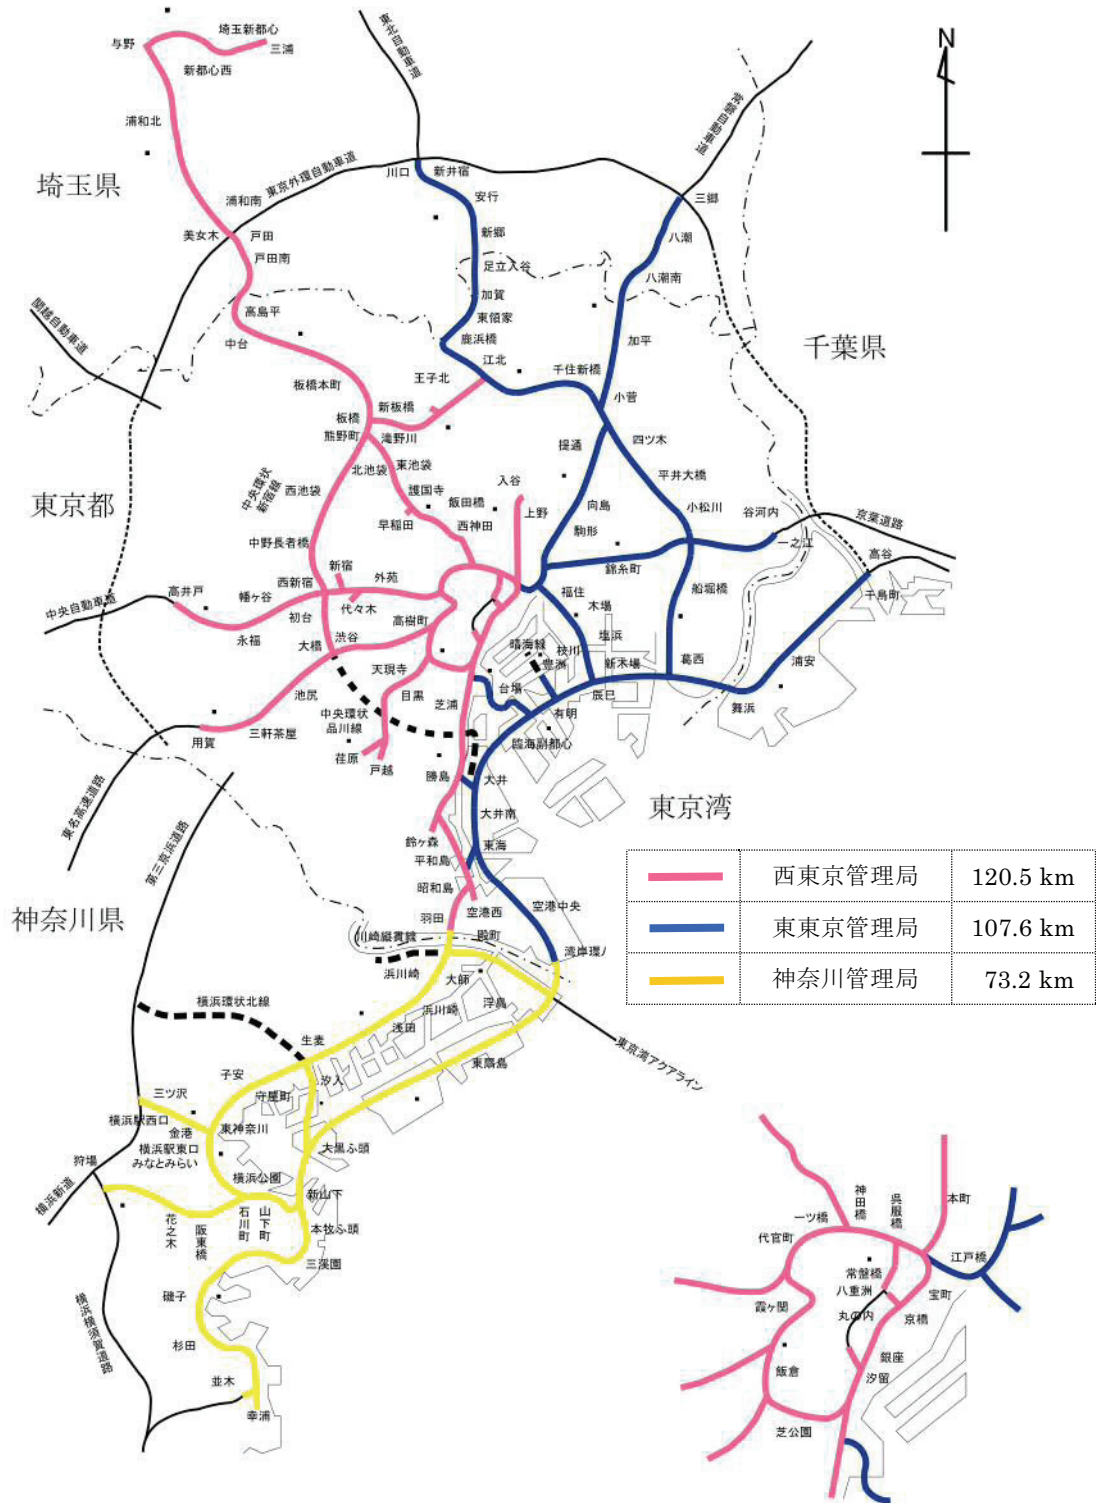 埼玉新都心
与野
三浦
新都心西
東北自動車道
N
常磐自動車道
浦和北
埼玉県
東京外環自動車道
川口
新井宿
安行
三郷
浦和南
美女木
戸田
戸田南
新郷
八潮
足立入谷
八潮南
加賀
関越自動車道
高島平
中台
東領家
鹿浜橋
加平
千葉県
江北
千住新橋
板橋本町
王子北
小菅
新板橋
板橋
熊野町
滝野川
堤通
四ツ木
北池袋
東池袋
平井大橋
中央環状
新宿線
西池袋
護国寺
飯田橋
入谷
東京都
早稲田
西神田
上野
向島
小松川
谷河内
京葉道路
駒形
一之江
高谷
中野長者橋
新宿
外苑
錦糸町
高井戸
西新宿
千鳥町
中央自動車道
幡ヶ谷
初台
代々木
高樹町
福住
木場
船堀橋
永福
大橋
渋谷
塩浜
晴海線
枝川
豊洲
新木場
葛西
浦安
天現寺
池尻
目黒
芝浦
台場
辰巳
舞浜
有明
中央環状
品川線
三軒茶屋
用賀
臨海副都心
荏原
戸越
勝島
大井
東名高速道路
大井南
東京湾
第三京浜道路
鈴ヶ森
東海
平和島
西東京管理局 120.5 km
昭和島
神奈川県
羽田
空港西
空港中央
東東京管理局 107.6 km
川崎縦貫線
殿町
湾岸環八
浜川崎
大師
神奈川管理局 73.2 km
横浜環状北線
浜川崎
浮島
浅田
生麦
東京湾アクアライン
東扇島
子安
汐入
守屋町
三ツ沢
横浜駅西口
金港
東神奈川
横浜駅東口
みなとみらい
大黒ふ頭
狩場
横浜公園
新山下
横浜新道
花之木
阪東橋
石川町
山下町
本牧ふ頭
三溪園
磯子
横浜横須賀道路
杉田
並木
幸浦
神田橋
呉服橋
本町
一ツ橋
代官町
江戸橋
常盤橋
八重洲
宝町
霞ヶ関
丸の内
京橋
銀座
飯倉
汐留
芝公園